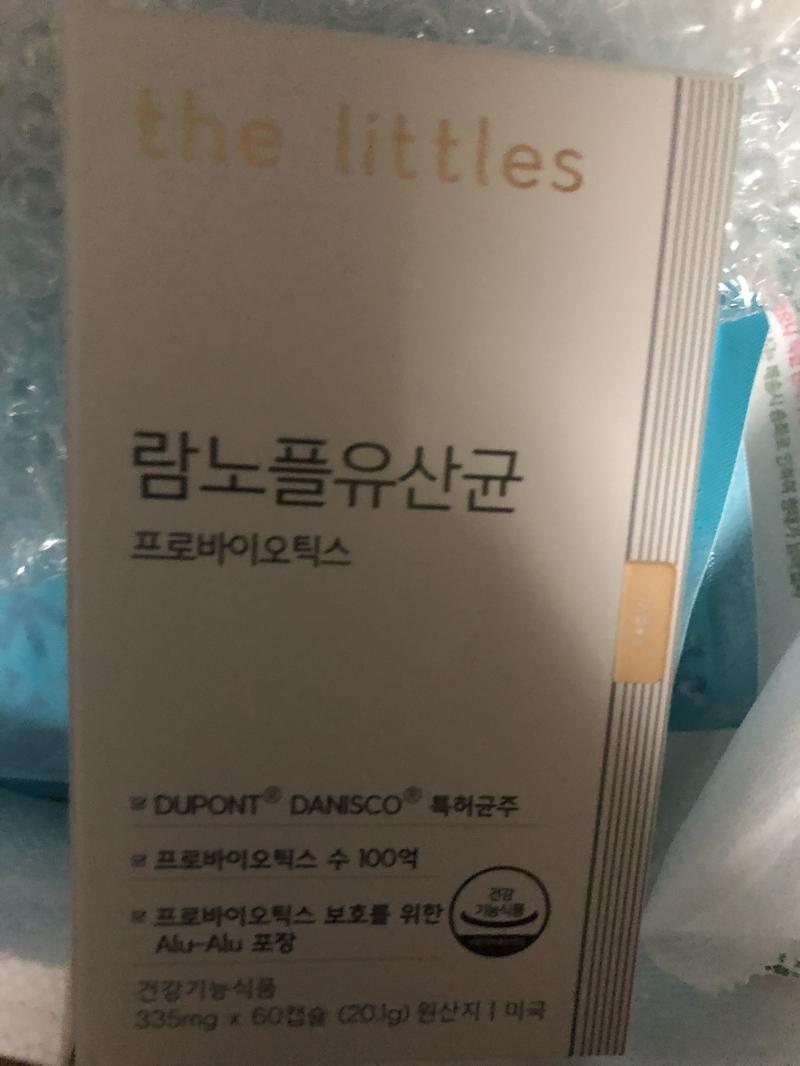 the littles
람노플유산균
프로바이오틱스
DUPONT® DANISCO® 특허균주
프로바이오틱스 수 100억
프로바이오틱스 보호를 위한
Alu-Alu 포장
건강
기능식품
건강기능식품
335mg x 60캡슐 (20.1g) 원산지 | 미국